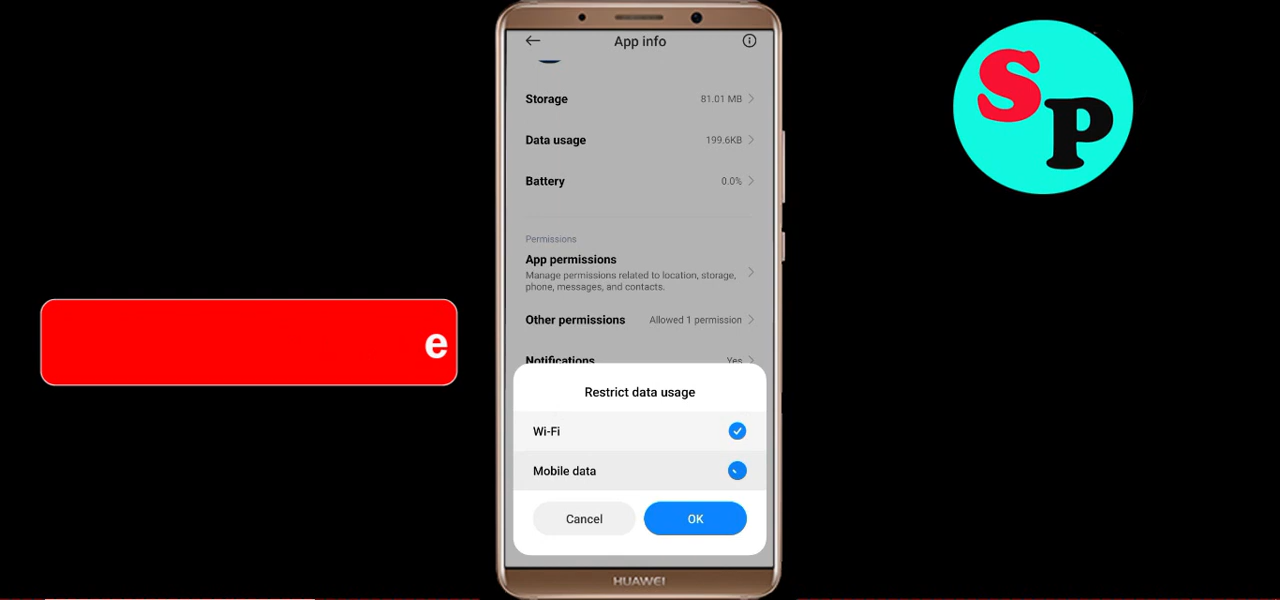 App info
Storage 81.01 MB
Data usage 199.6KB
Battery 0.0%
Permissions
App permissions
Manage permissions related to location, storage,
phone, messages, and contacts.
Other permissions Allowed 1 permission
Notifications Yes
Restrict data usage
Wi-Fi
Mobile data
Cancel OK
HUAWEI
e
SP